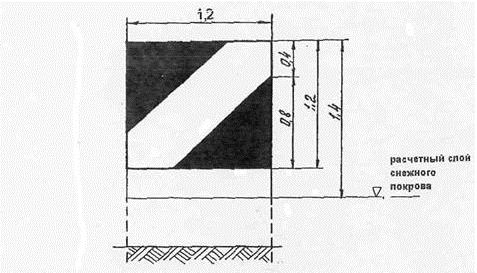 1,2
0,4
0,8
1,2
1,4
расчетный слой
снежного
покрова